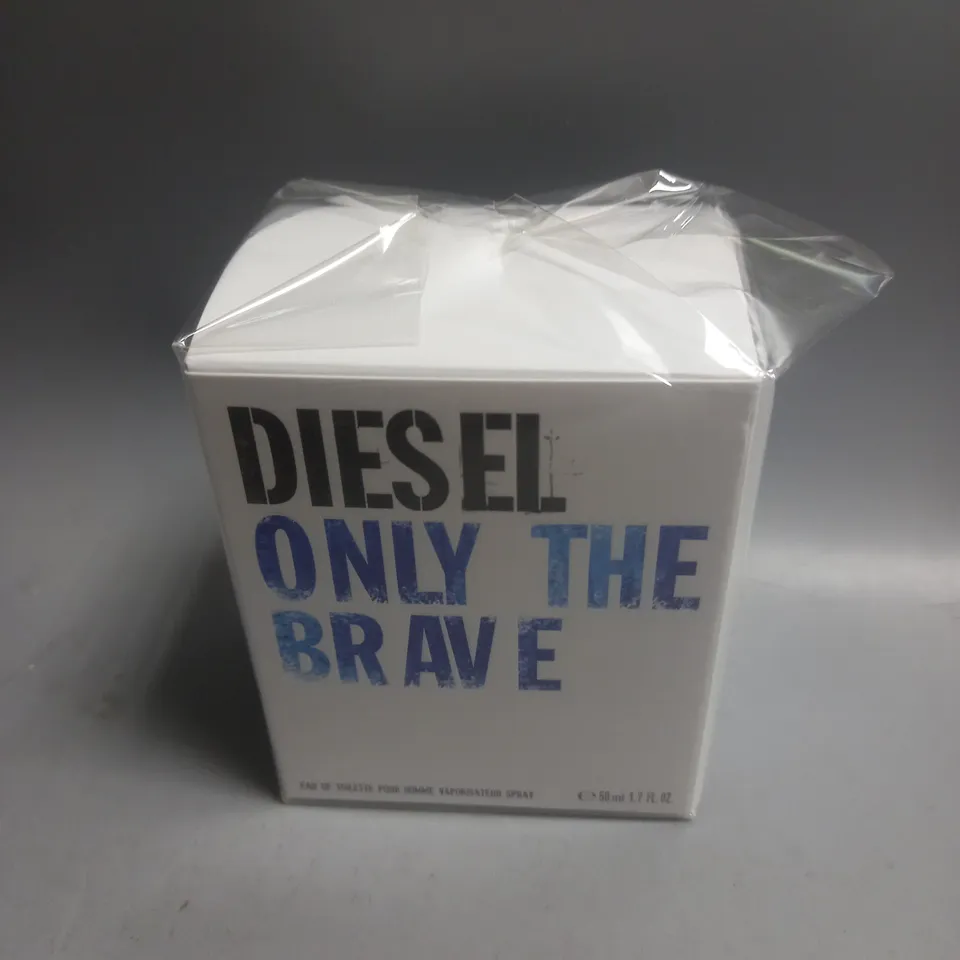 DIESEL
ONLY THE
BRAVE
EAU DE TOILETTE POUR HOMME VAPORISATEUR SPRAY
℮ 50 ml 1.7 FL. OZ.